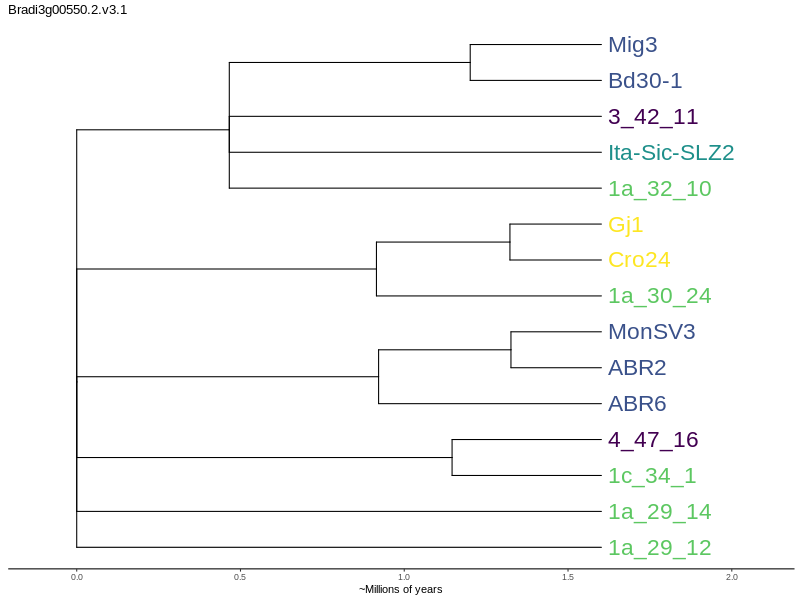 Bradi3g00550.2.v3.1
Mig3
Bd30-1
3_42_11
Ita-Sic-SLZ2
1a_32_10
Gj1
Cro24
1a_30_24
MonSV3
ABR2
ABR6
4_47_16
1c_34_1
1a_29_14
1a_29_12
0.0 0.5 1.0 1.5 2.0
~Millions of years